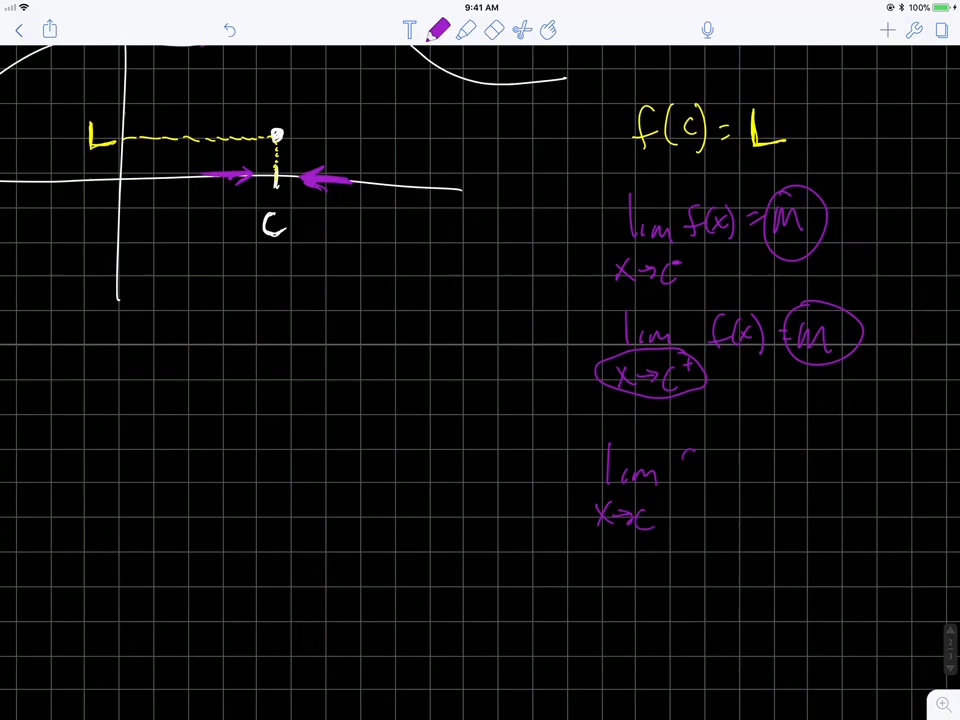 9:41 AM
100%
T
L
C
f(c) = L
lim f(x) = m
x→c⁻
lim f(x) = m
x→c⁺
lim
x→c